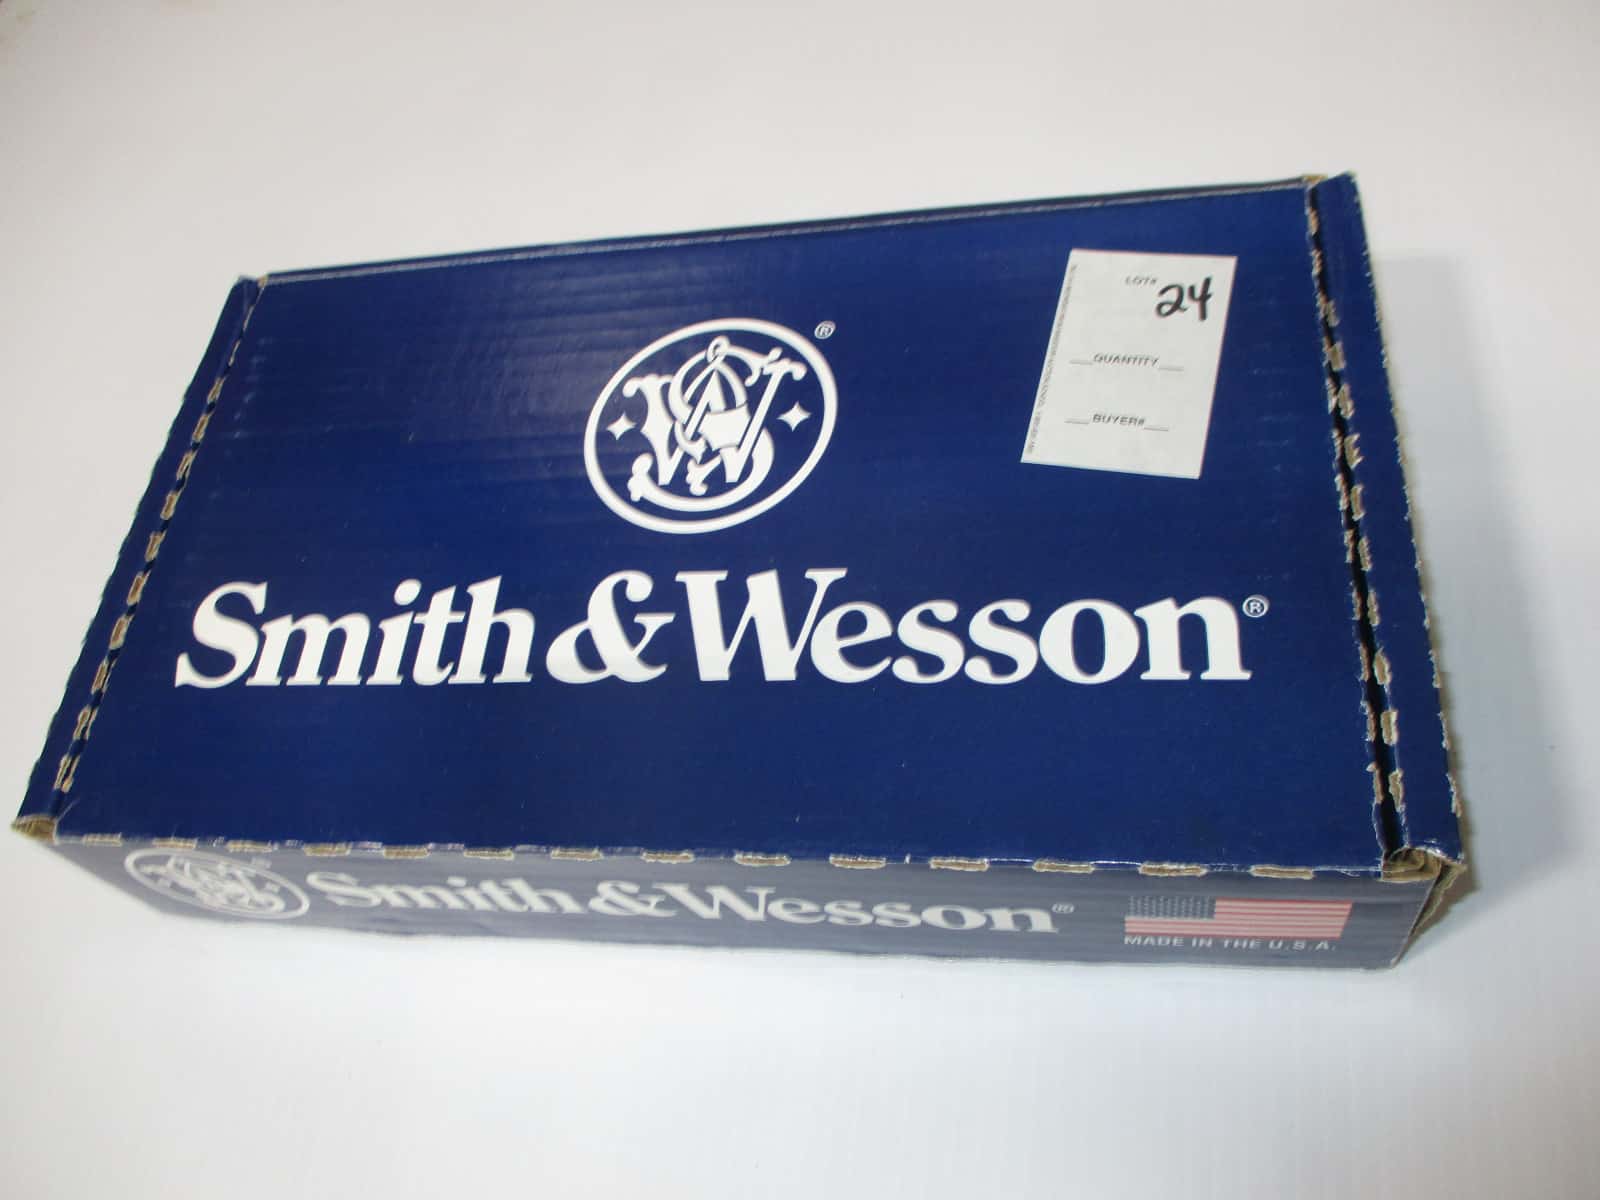 LOT# 24
QUANTITY
BUYER#
®
Smith & Wesson®
Smith & Wesson®
MADE IN THE U.S.A.